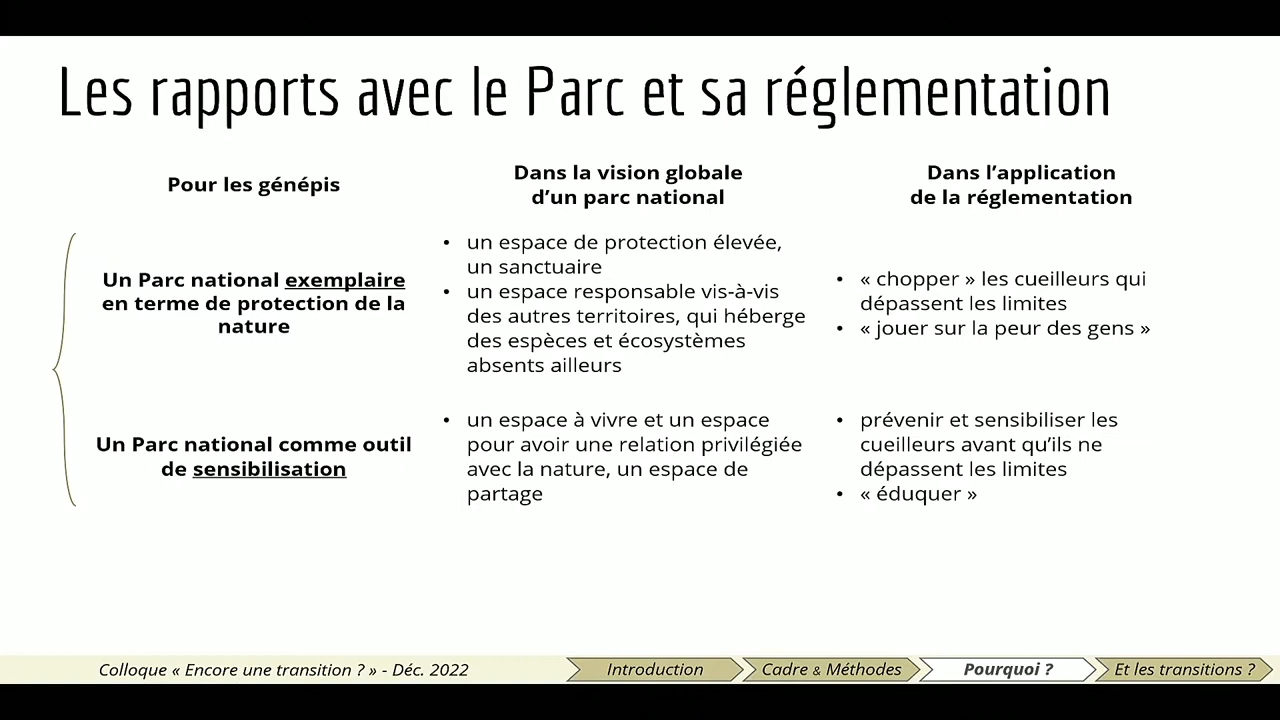 Les rapports avec le Parc et sa réglementation
Pour les génépis
Dans la vision globale
d’un parc national
Dans l’application
de la réglementation
Un Parc national exemplaire
en terme de protection de la
nature
• un espace de protection élevée,
un sanctuaire
• un espace responsable vis-à-vis
des autres territoires, qui héberge
des espèces et écosystèmes
absents ailleurs
• « chopper » les cueilleurs qui
dépassent les limites
• « jouer sur la peur des gens »
Un Parc national comme outil
de sensibilisation
• un espace à vivre et un espace
pour avoir une relation privilégiée
avec la nature, un espace de
partage
• prévenir et sensibiliser les
cueilleurs avant qu’ils ne
dépassent les limites
• « éduquer »
Colloque « Encore une transition ? » - Déc. 2022
Introduction
Cadre & Méthodes
Pourquoi ?
Et les transitions ?